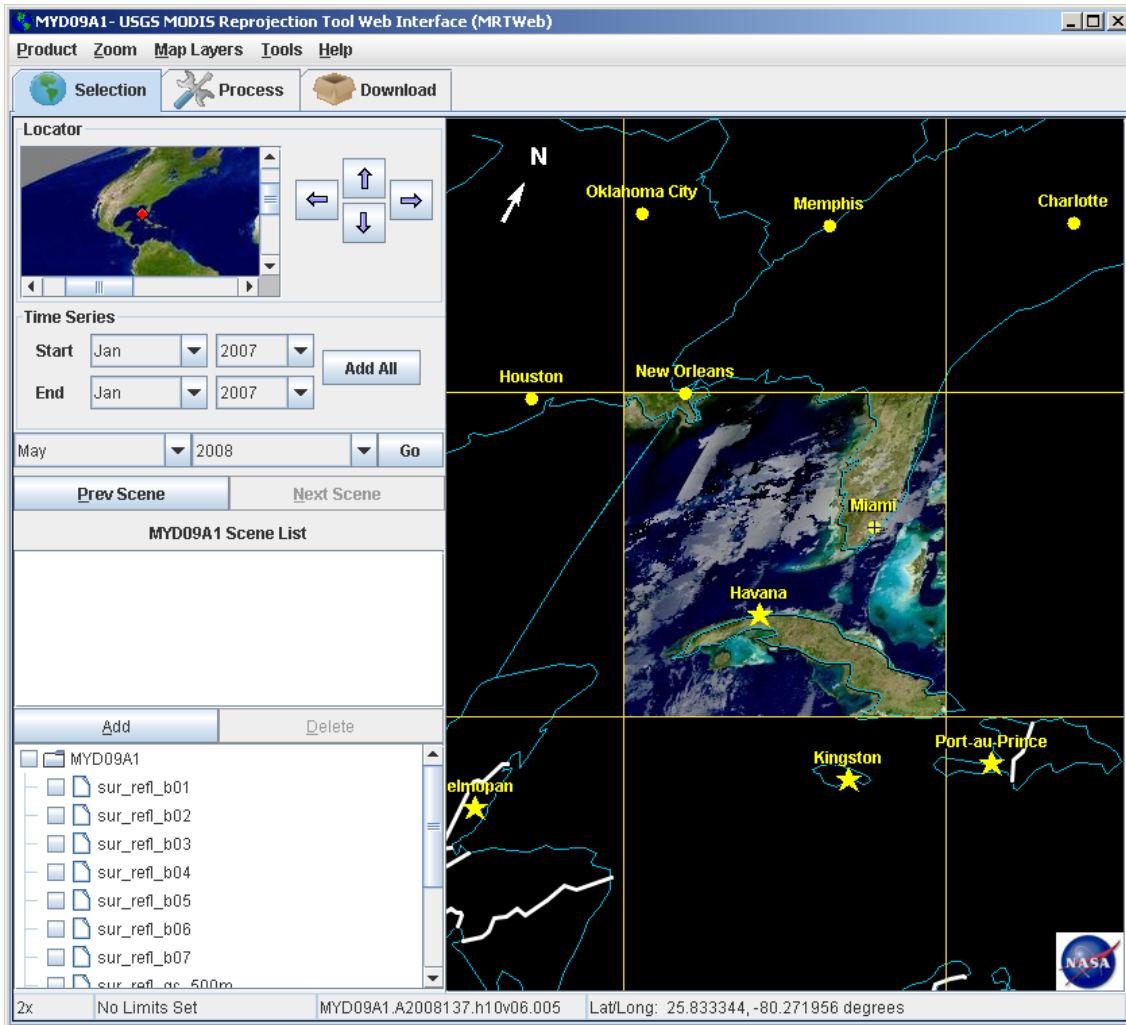 MYD09A1- USGS MODIS Reprojection Tool Web Interface (MRTWeb)
Product Zoom Map Layers Tools Help
Selection Process Download
Locator
Time Series
Start Jan 2007
End Jan 2007
Add All
May 2008 Go
Prev Scene Next Scene
MYD09A1 Scene List
Add Delete
MYD09A1
sur_refl_b01
sur_refl_b02
sur_refl_b03
sur_refl_b04
sur_refl_b05
sur_refl_b06
sur_refl_b07
sur_refl_qc_500m
N
Oklahoma City
Memphis
Charlotte
Houston
New Orleans
Miami
Havana
Kingston
Port-au-Prince
elmopan
NASA
2x No Limits Set MYD09A1.A2008137.h10v06.005 Lat/Long: 25.833344, -80.271956 degrees